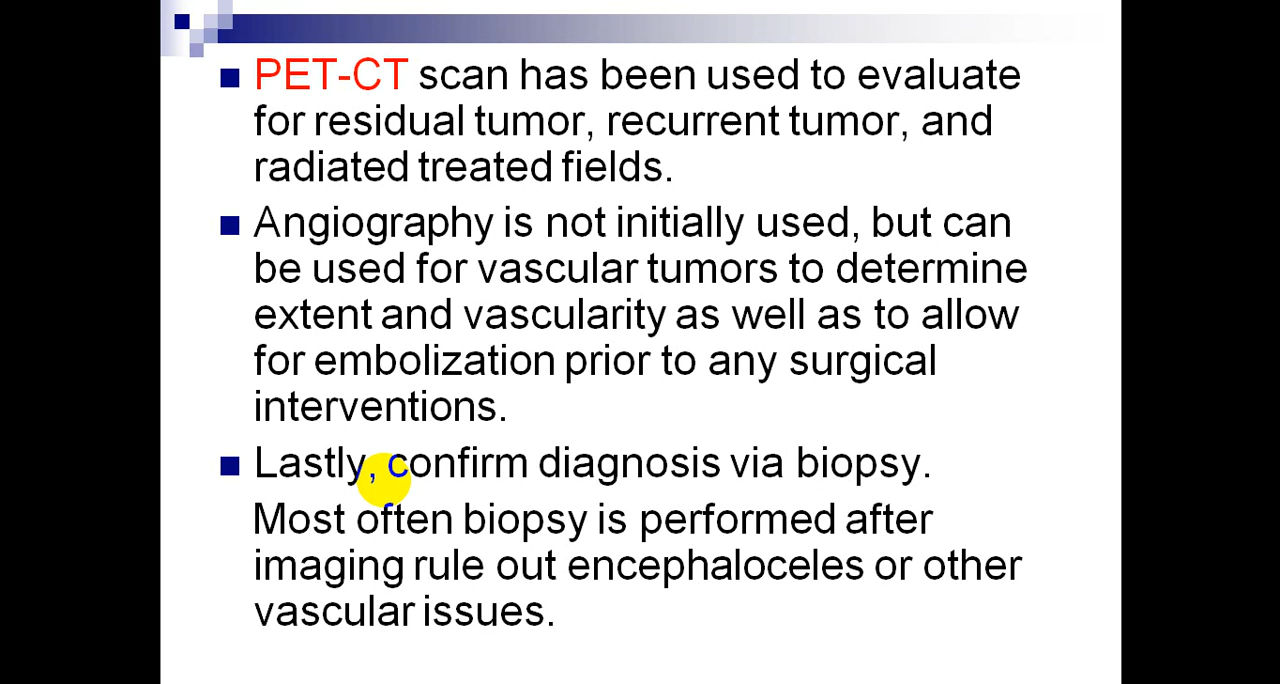 PET-CT scan has been used to evaluate
for residual tumor, recurrent tumor, and
radiated treated fields.
Angiography is not initially used, but can
be used for vascular tumors to determine
extent and vascularity as well as to allow
for embolization prior to any surgical
interventions.
Lastly, confirm diagnosis via biopsy.
Most often biopsy is performed after
imaging rule out encephaloceles or other
vascular issues.